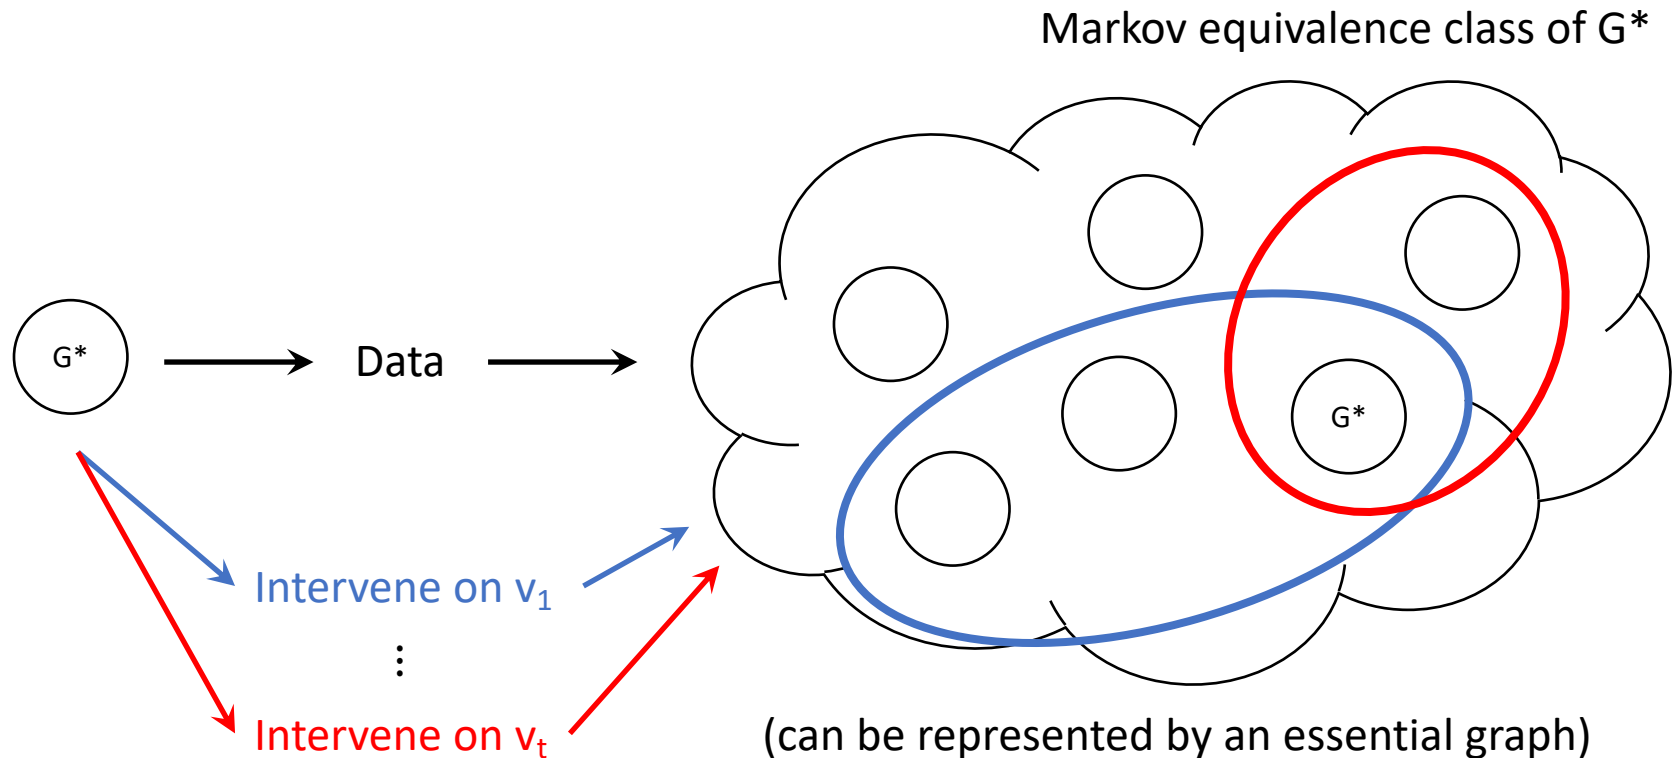 Markov equivalence class of G*
G*
Data
G*
Intervene on v₁
⋮
Intervene on vₜ
(can be represented by an essential graph)